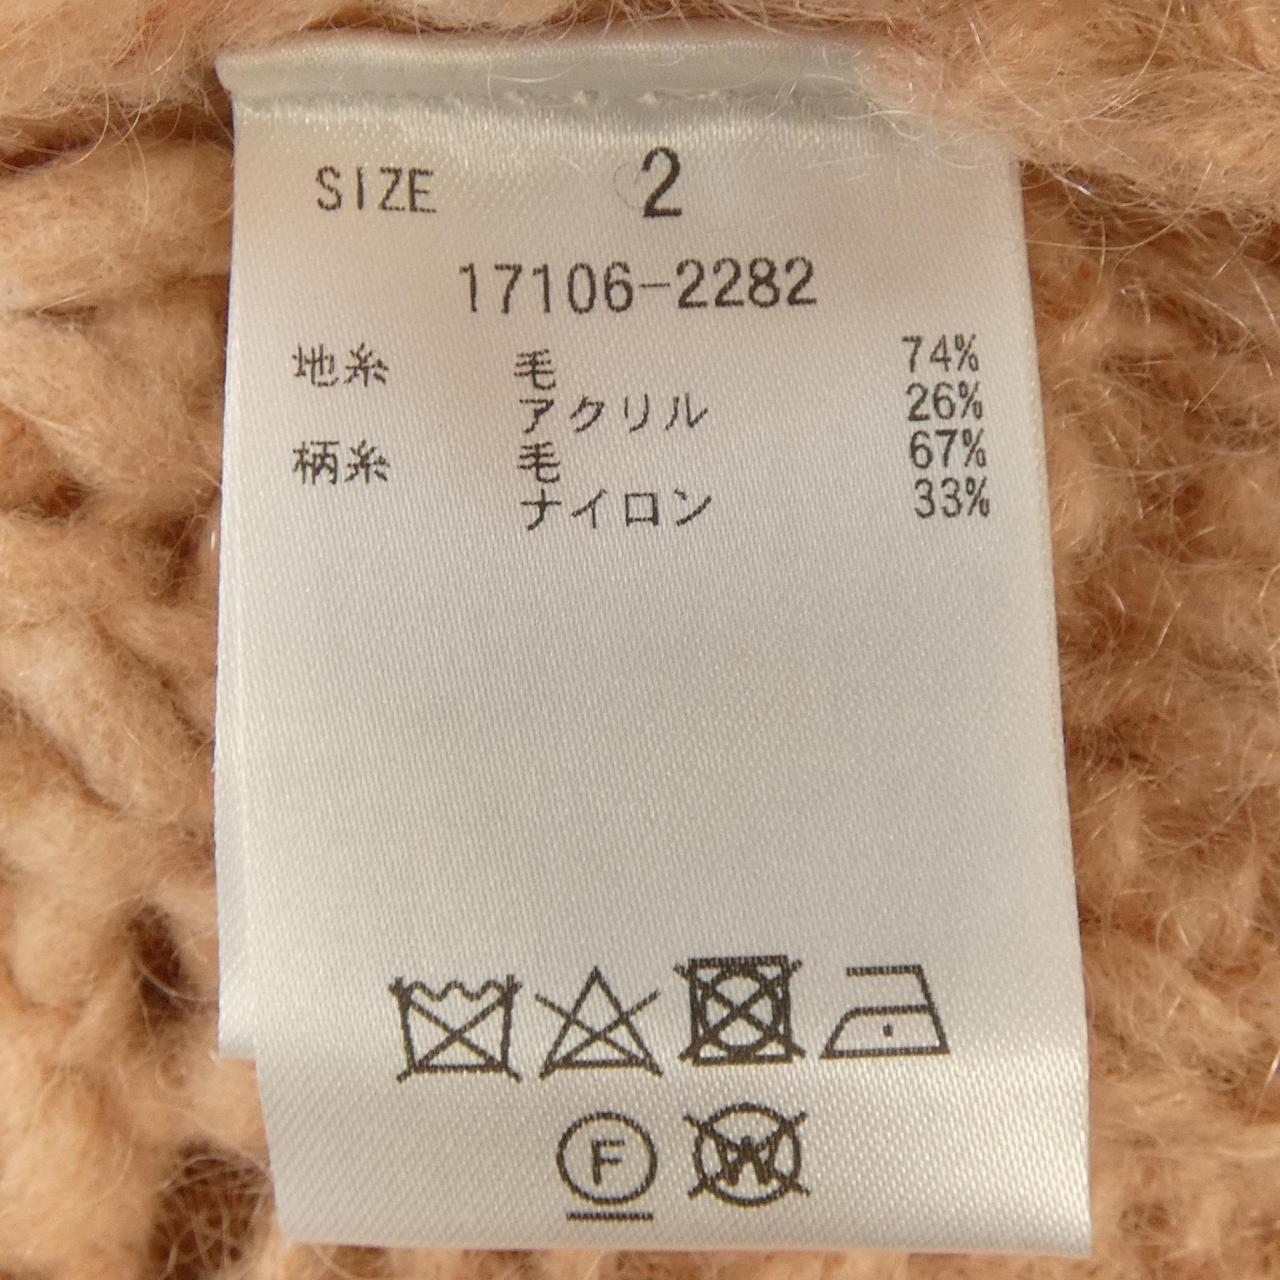 SIZE 2
17106-2282
地糸 毛 74%
アクリル 26%
柄糸 毛 67%
ナイロン 33%
F W